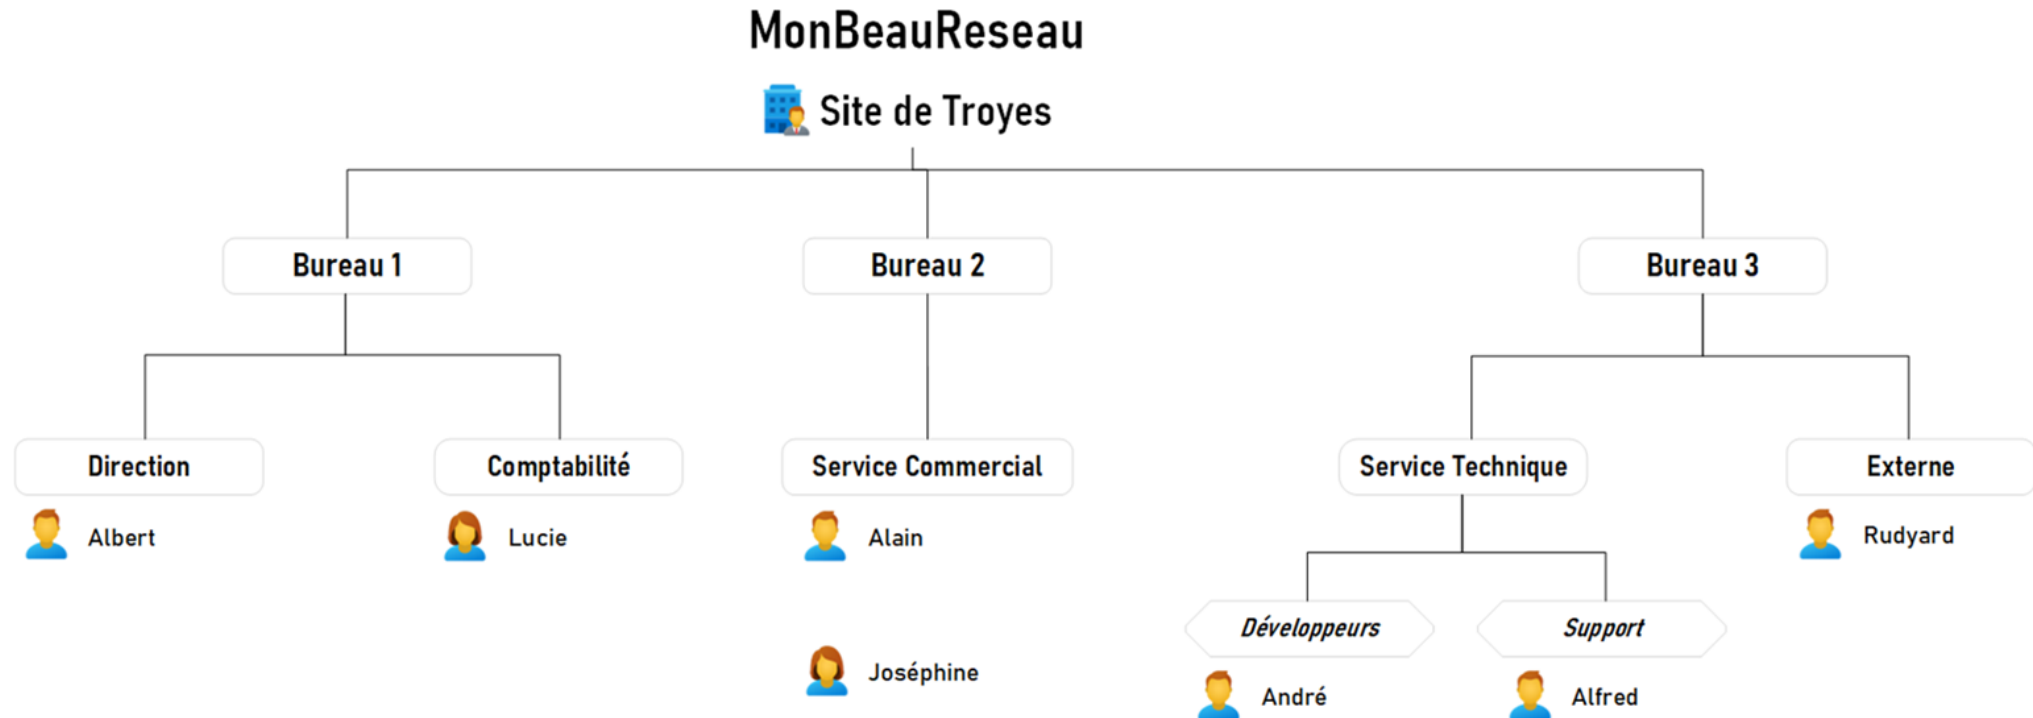 MonBeauReseau
Site de Troyes
Bureau 1
Bureau 2
Bureau 3
Direction
Comptabilité
Service Commercial
Service Technique
Externe
Albert
Lucie
Alain
Rudyard
Développeurs
Support
Joséphine
André
Alfred